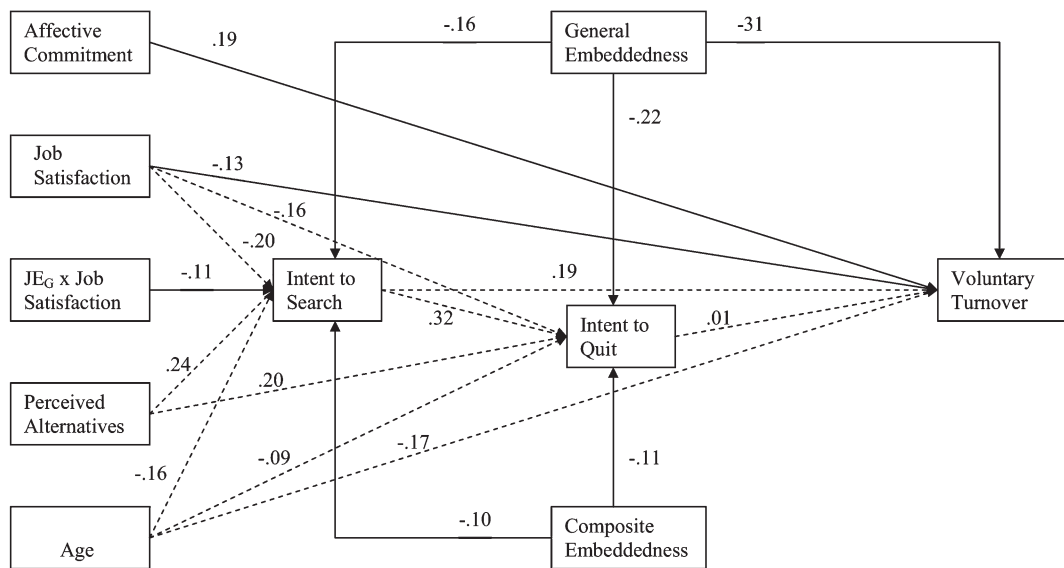 Affective
Commitment
.19
-.16
General
Embeddedness
-31
-.22
Job
Satisfaction
-.13
-.16
-.20
JEG x Job
Satisfaction
-.11
Intent to
Search
.19
Voluntary
Turnover
.32
Intent to
Quit
.01
.24
.20
Perceived
Alternatives
-.16
-.09
-.17
-.11
Age
-.10
Composite
Embeddedness